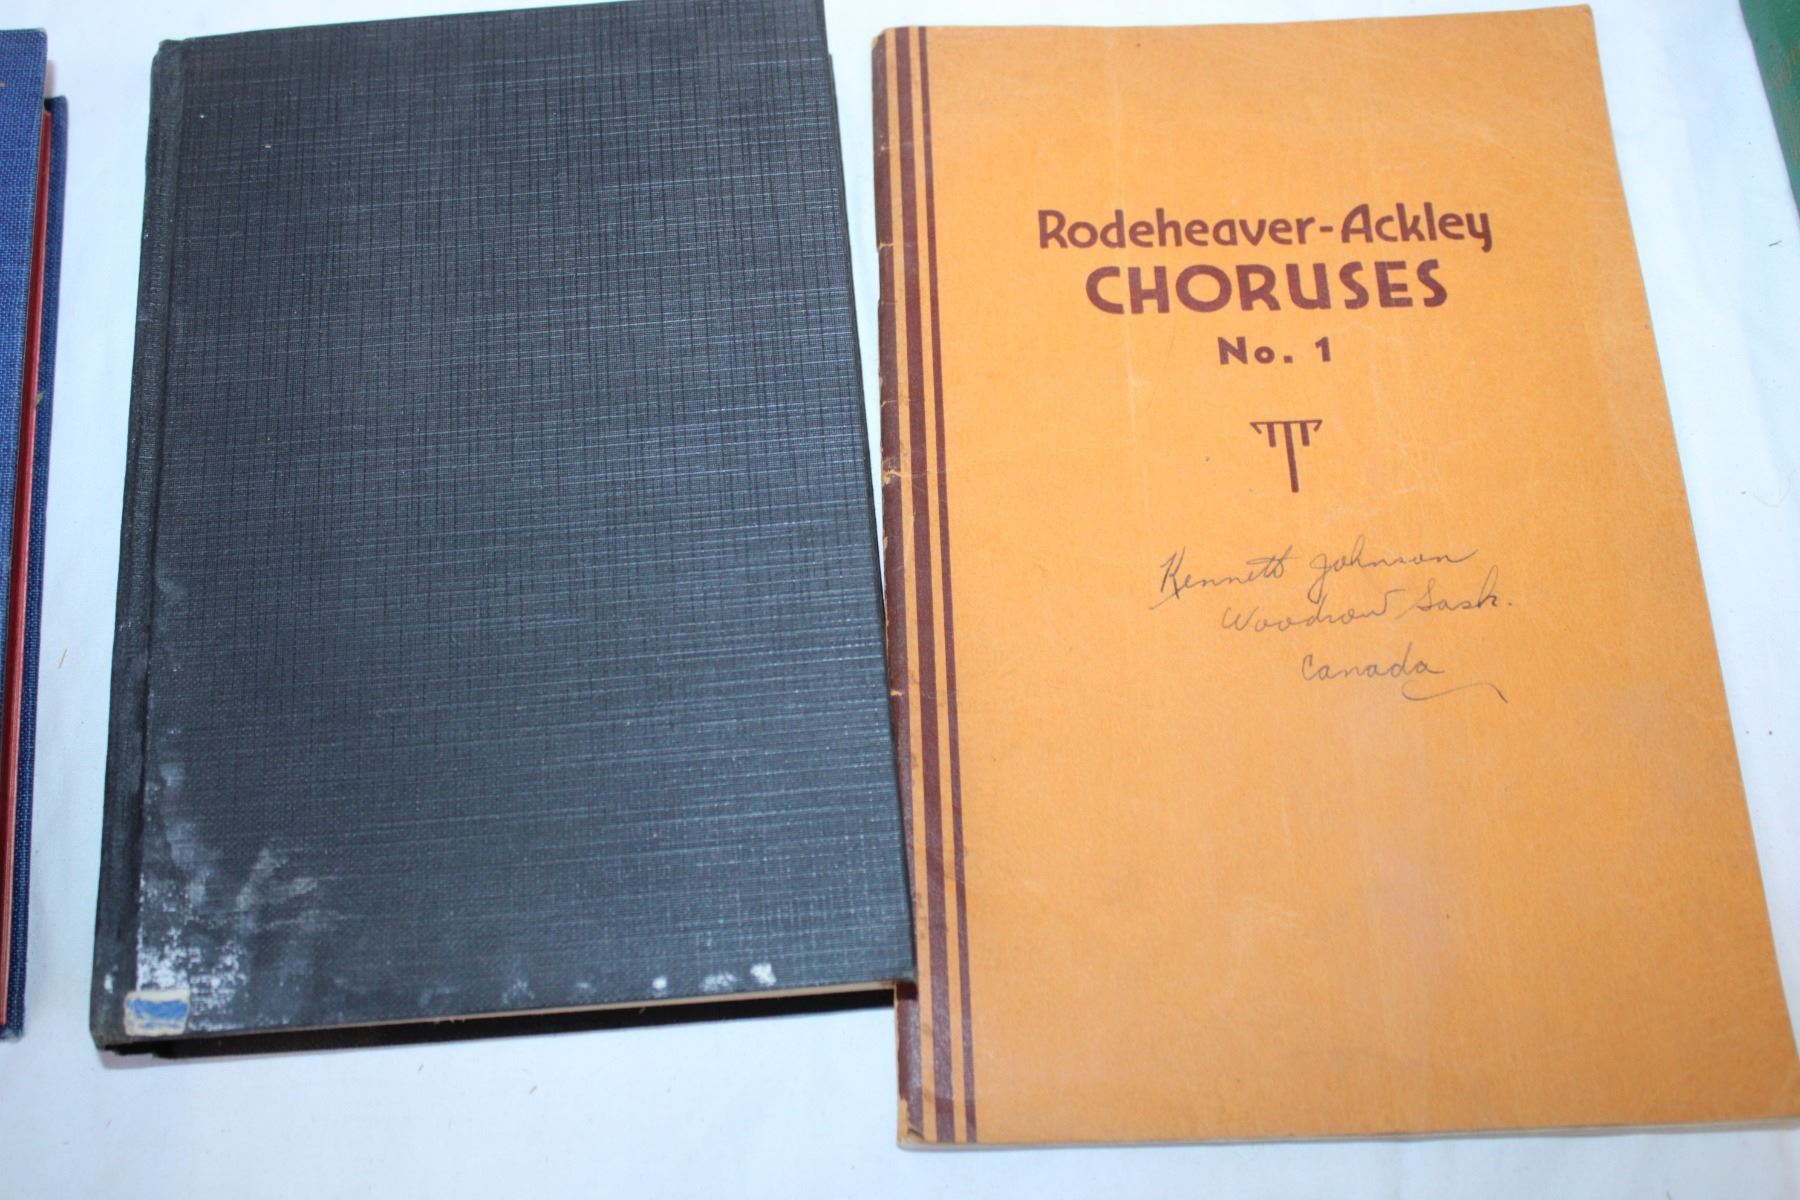 Rodeheaver-Ackley
CHORUSES
No. 1
Kenneth Johnson
Woodrow Sask.
Canada